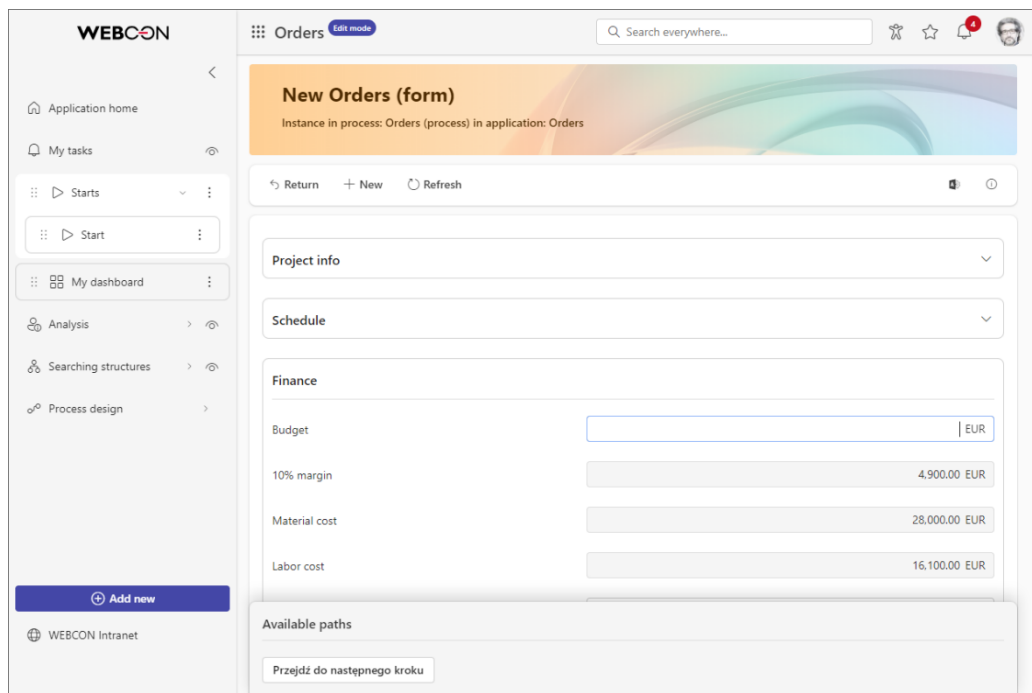 WEBCON
Orders Edit mode
Search everywhere...
4
Application home
My tasks
Starts
Start
My dashboard
Analysis
Searching structures
Process design
Add new
WEBCON Intranet
New Orders (form)
Instance in process: Orders (process) in application: Orders
Return New Refresh
Project info
Schedule
Finance
Budget EUR
10% margin 4,900.00 EUR
Material cost 28,000.00 EUR
Labor cost 16,100.00 EUR
Available paths
Przejdź do następnego kroku